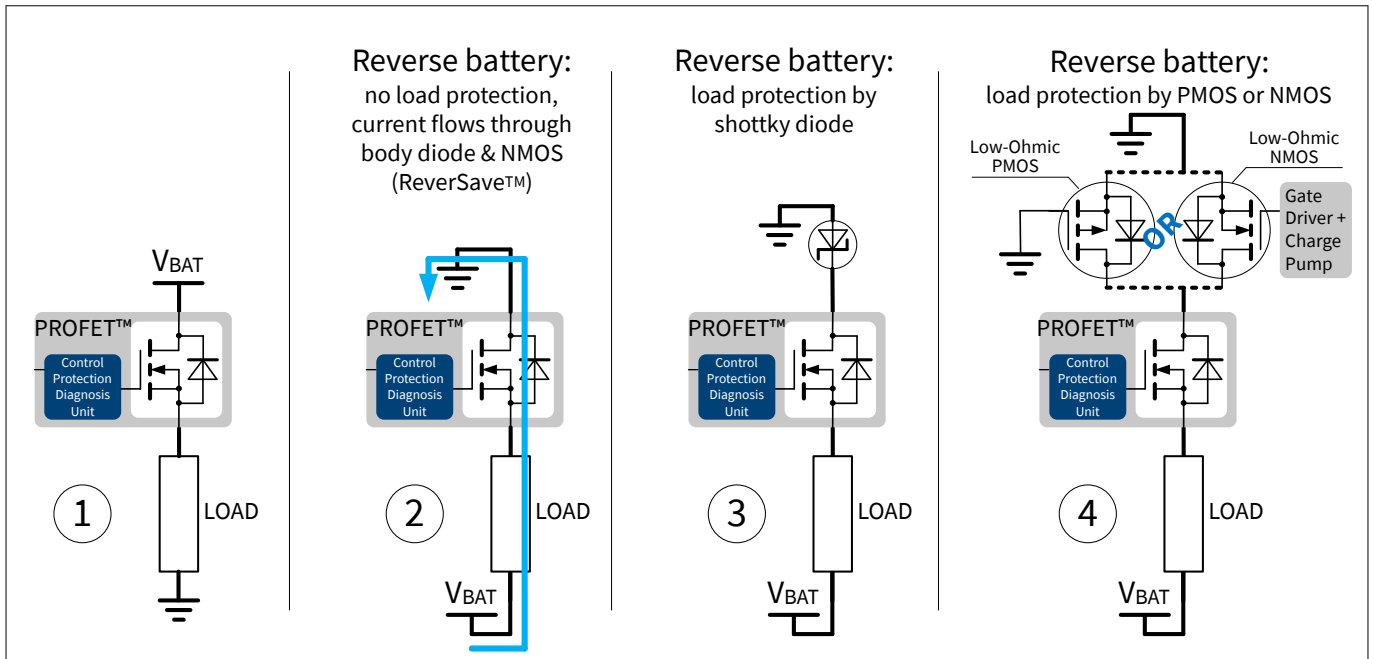 VBAT
PROFET™
Control
Protection
Diagnosis
Unit
1
LOAD
Reverse battery:
no load protection,
current flows through
body diode & NMOS
(ReverSave™)
PROFET™
Control
Protection
Diagnosis
Unit
2
LOAD
VBAT
Reverse battery:
load protection by
shottky diode
PROFET™
Control
Protection
Diagnosis
Unit
3
LOAD
VBAT
Reverse battery:
load protection by PMOS or NMOS
Low-Ohmic
PMOS
Low-Ohmic
NMOS
OR
Gate
Driver +
Charge
Pump
PROFET™
Control
Protection
Diagnosis
Unit
4
LOAD
VBAT